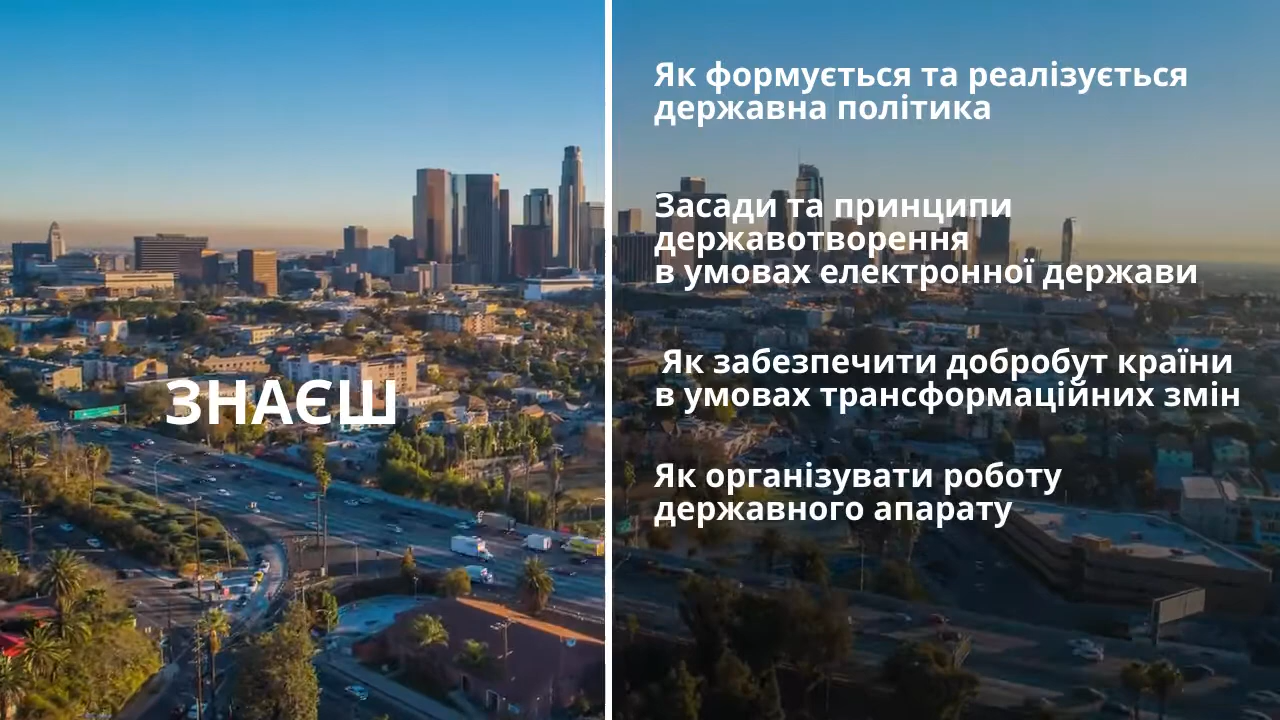 ЗНАЄШ
Як формується та реалізується
державна політика
Засади та принципи
державотворення
в умовах електронної держави
Як забезпечити добробут країни
в умовах трансформаційних змін
Як організувати роботу
державного апарату